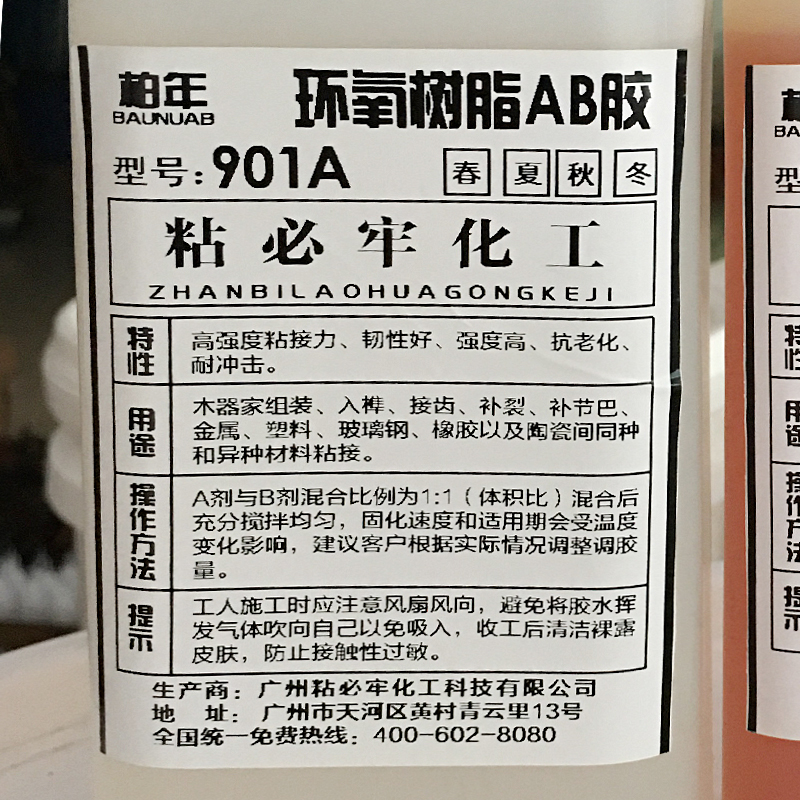 柏年
BAUNUAB
环氧树脂AB胶
型号:901A
春 夏 秋 冬
粘必牢化工
ZHANBILAOHUAGONGKEJI
特性
高强度粘接力、韧性好、强度高、抗老化、
耐冲击。
用途
木器家组装、入榫、接齿、补裂、补节巴、
金属、塑料、玻璃钢、橡胶以及陶瓷间同种
和异种材料粘接。
操作方法
A剂与B剂混合比例为1:1（体积比）混合后
充分搅拌均匀，固化速度和适用期会受温度
变化影响，建议客户根据实际情况调整调胶
量。
提示
工人施工时应注意风扇风向，避免将胶水挥
发气体吹向自己以免吸入，收工后清洁裸露
皮肤，防止接触性过敏。
生产商：广州粘必牢化工科技有限公司
地 址：广州市天河区黄村青云里13号
全国统一免费热线：400-602-8080